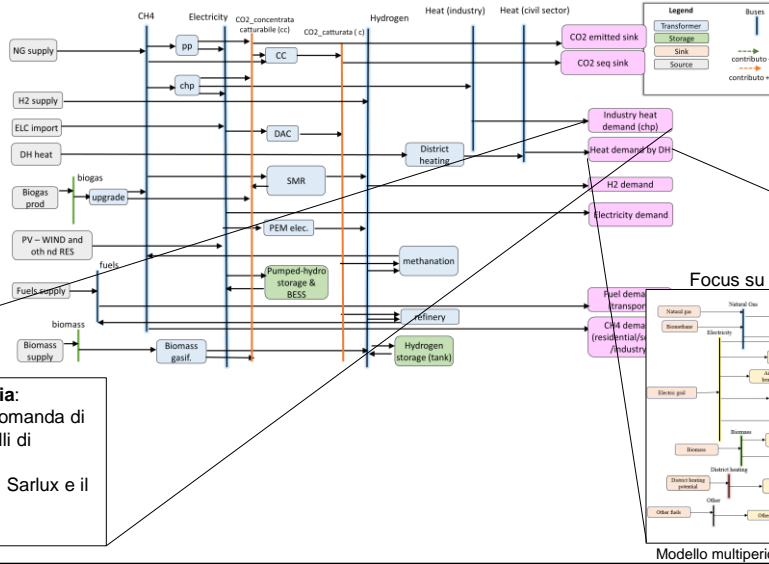 CH4
Electricity
CO2_concentrata
catturabile (cc)
CO2_catturata ( c)
Hydrogen
Heat (industry)
Heat (civil sector)
Legend
Transformer
Storage
Sink
Source
Buses
contributo
contributo +
NG supply
pp
CC
CO2 emitted sink
CO2 seq sink
chp
H2 supply
Industry heat
demand (chp)
ELC import
DAC
DH heat
District
heating
Heat demand by DH
biogas
Biogas
prod
upgrade
SMR
H2 demand
Electricity demand
PEM elec.
PV – WIND and
oth nd RES
methanation
fuels
Pumped-hydro
storage &
BESS
Fuels supply
Focus su
Fuel dema
(transpor
refinery
CH4 dema
(residential/se
/industry
biomass
Biomass
supply
Biomass
gasif.
Hydrogen
storage (tank)
Natural gas
Natural Gas
Biomethane
Electricity
Electric grid
Biomass
Biomass
District heating
District heating
potential
Other
Other fuels
Othe
ia:
omanda di
lli di
Sarlux e il
Modello multiperio